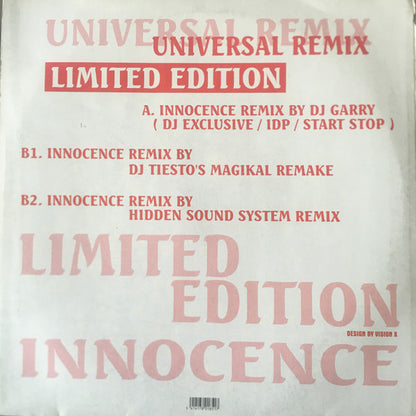 UNIVERSAL REMIX
UNIVERSAL REMIX
LIMITED EDITION
A. INNOCENCE REMIX BY DJ GARRY
( DJ EXCLUSIVE / IDP / START STOP )
B1. INNOCENCE REMIX BY
DJ TIESTO'S MAGIKAL REMAKE
B2. INNOCENCE REMIX BY
HIDDEN SOUND SYSTEM REMIX
LIMITED
EDITION
DESIGN BY VISION X
INNOCENCE